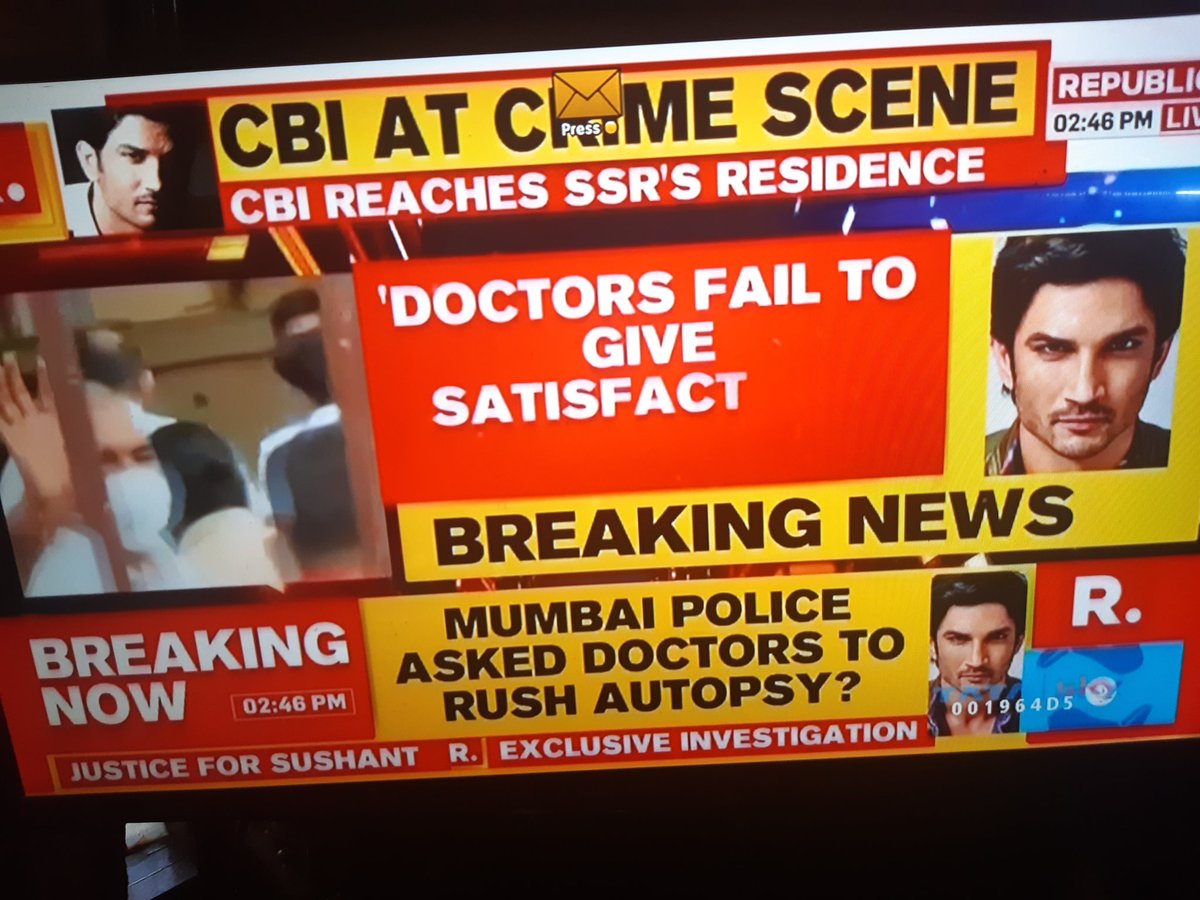 CBI AT CRIME SCENE
Press
CBI REACHES SSR'S RESIDENCE
REPUBLIC
02:46 PM LIV
R.
'DOCTORS FAIL TO
GIVE
SATISFACT
BREAKING NEWS
BREAKING
NOW
02:46 PM
MUMBAI POLICE
ASKED DOCTORS TO
RUSH AUTOPSY?
R.
001964D5
JUSTICE FOR SUSHANT R. EXCLUSIVE INVESTIGATION